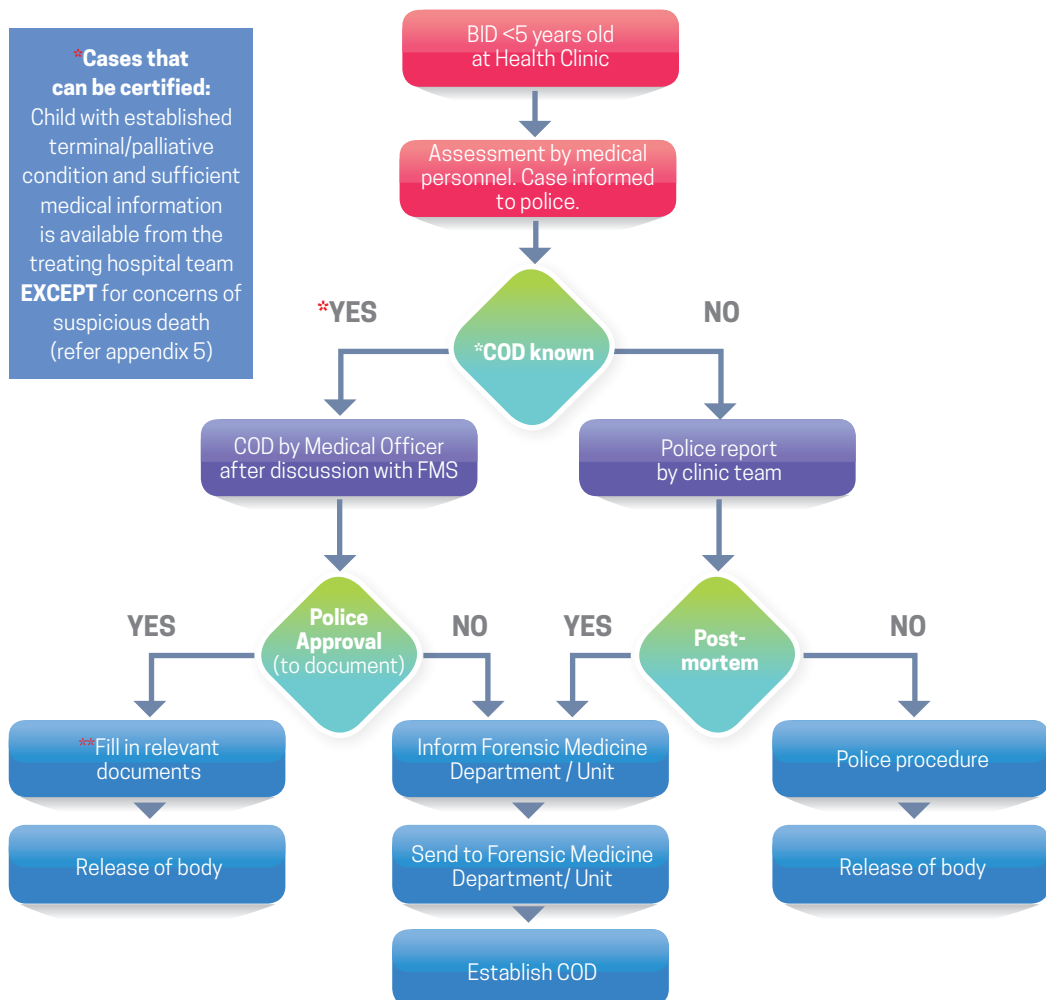 *Cases that
can be certified:
Child with established
terminal/palliative
condition and sufficient
medical information
is available from the
treating hospital team
EXCEPT for concerns of
suspicious death
(refer appendix 5)
BID <5 years old
at Health Clinic
Assessment by medical
personnel. Case informed
to police.
*YES
NO
*COD known
COD by Medical Officer
after discussion with FMS
Police report
by clinic team
YES
Police
Approval
(to document)
NO
YES
Post-
mortem
NO
**Fill in relevant
documents
Inform Forensic Medicine
Department / Unit
Police procedure
Release of body
Send to Forensic Medicine
Department/ Unit
Release of body
Establish COD